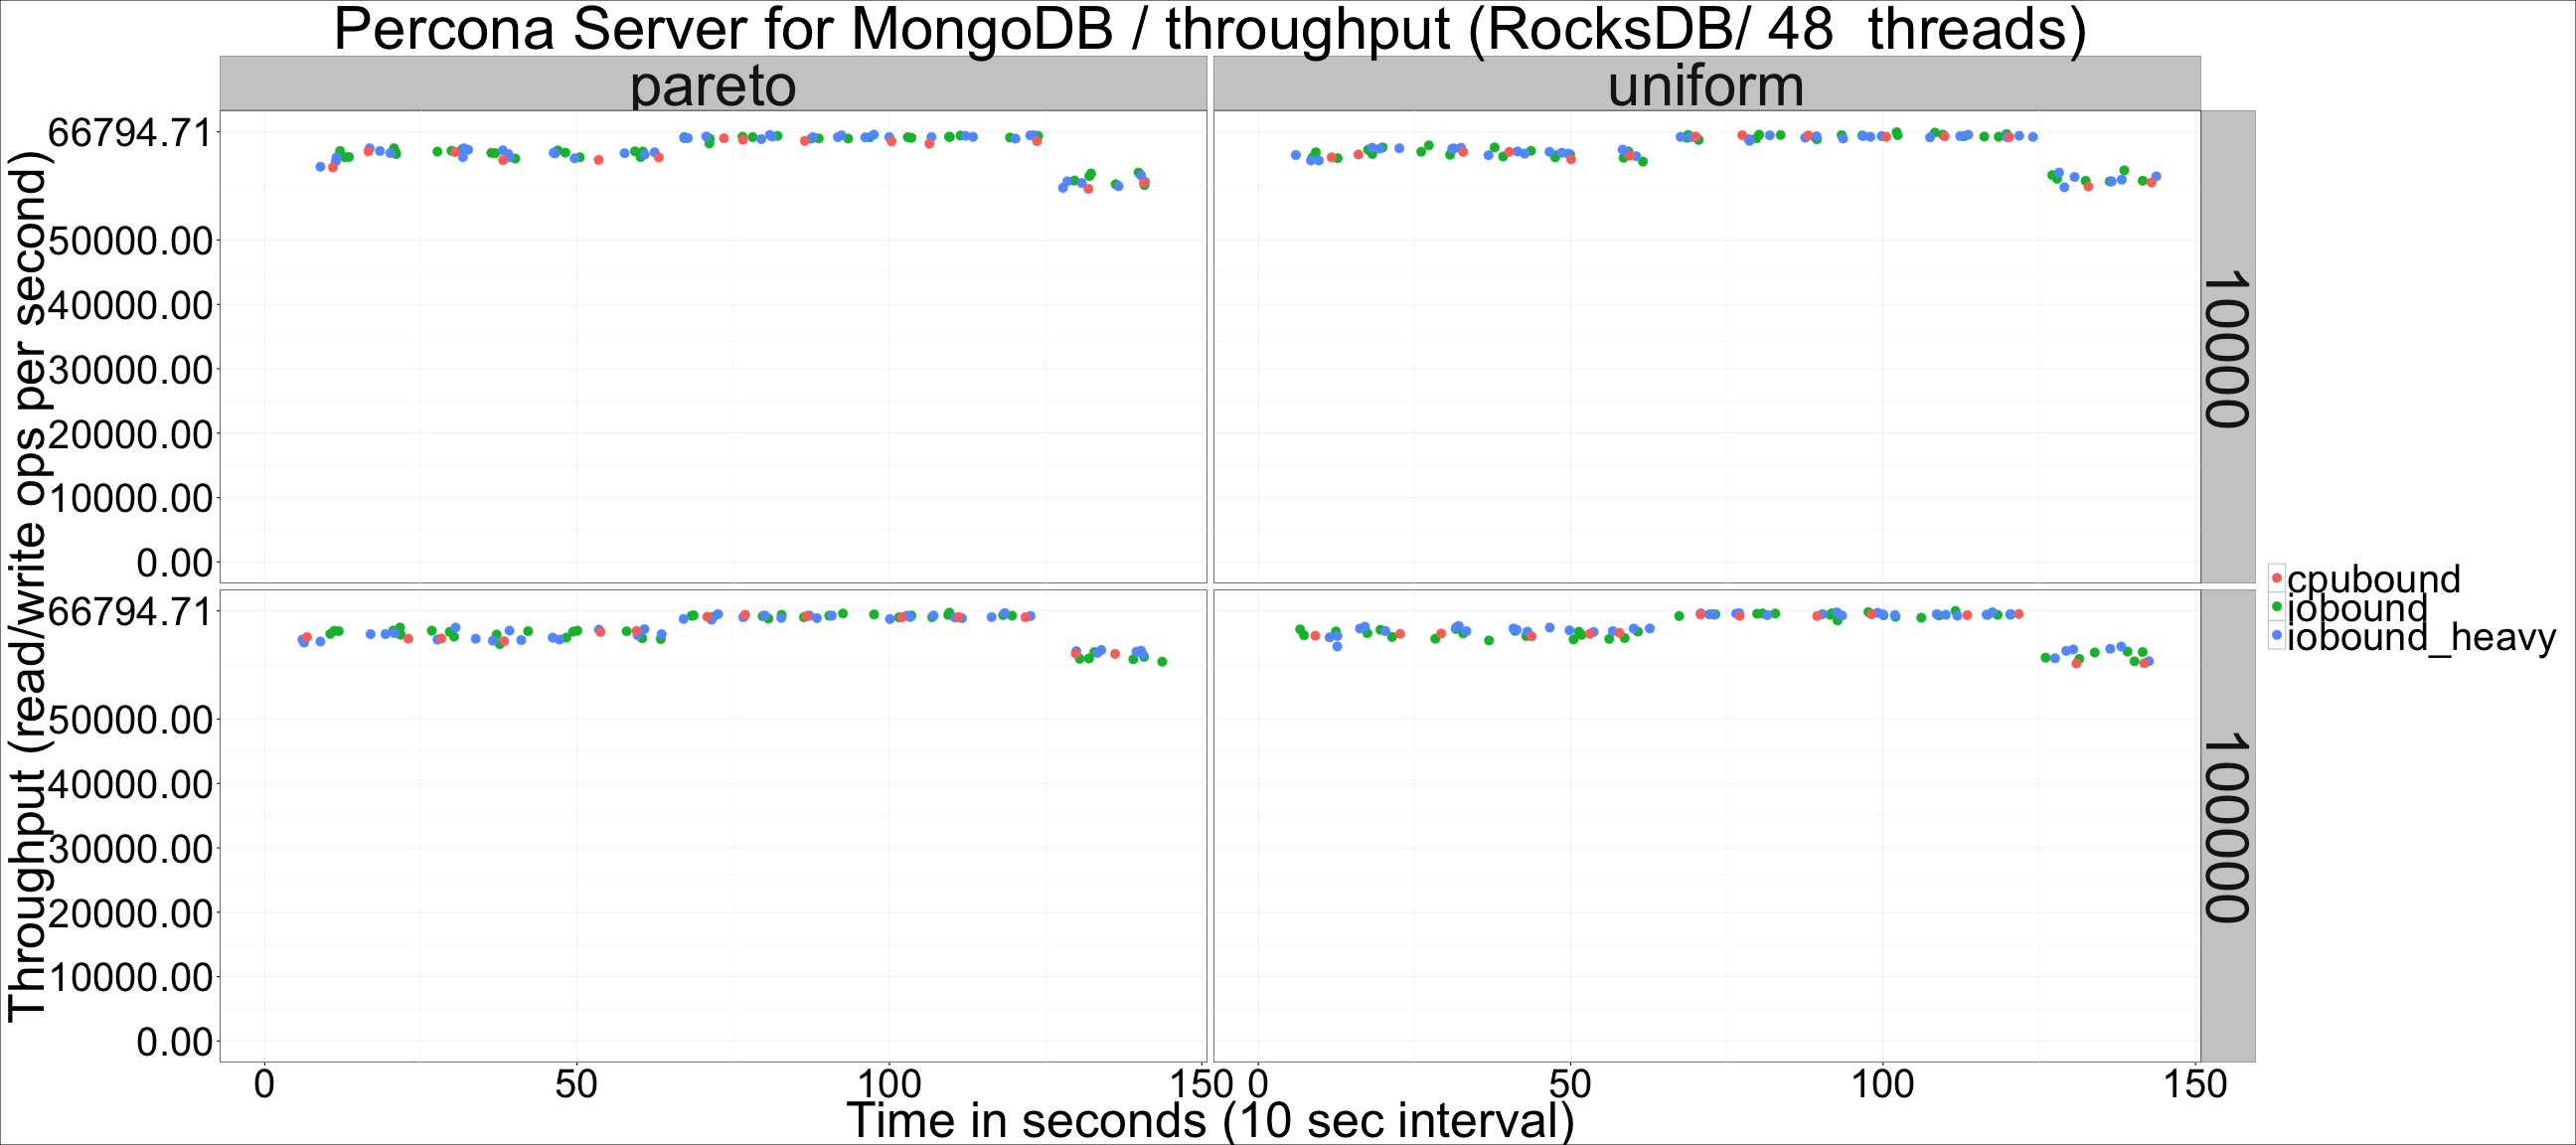 Percona Server for MongoDB / throughput (RocksDB/ 48  threads)
pareto
uniform
Throughput (read/write ops per second)
66794.71
50000.00
40000.00
30000.00
20000.00
10000.00
0.00
10000
66794.71
50000.00
40000.00
30000.00
20000.00
10000.00
0.00
1000000
cpubound
iobound
iobound_heavy
0 50 100 150 0 50 100 150
Time in seconds (10 sec interval)